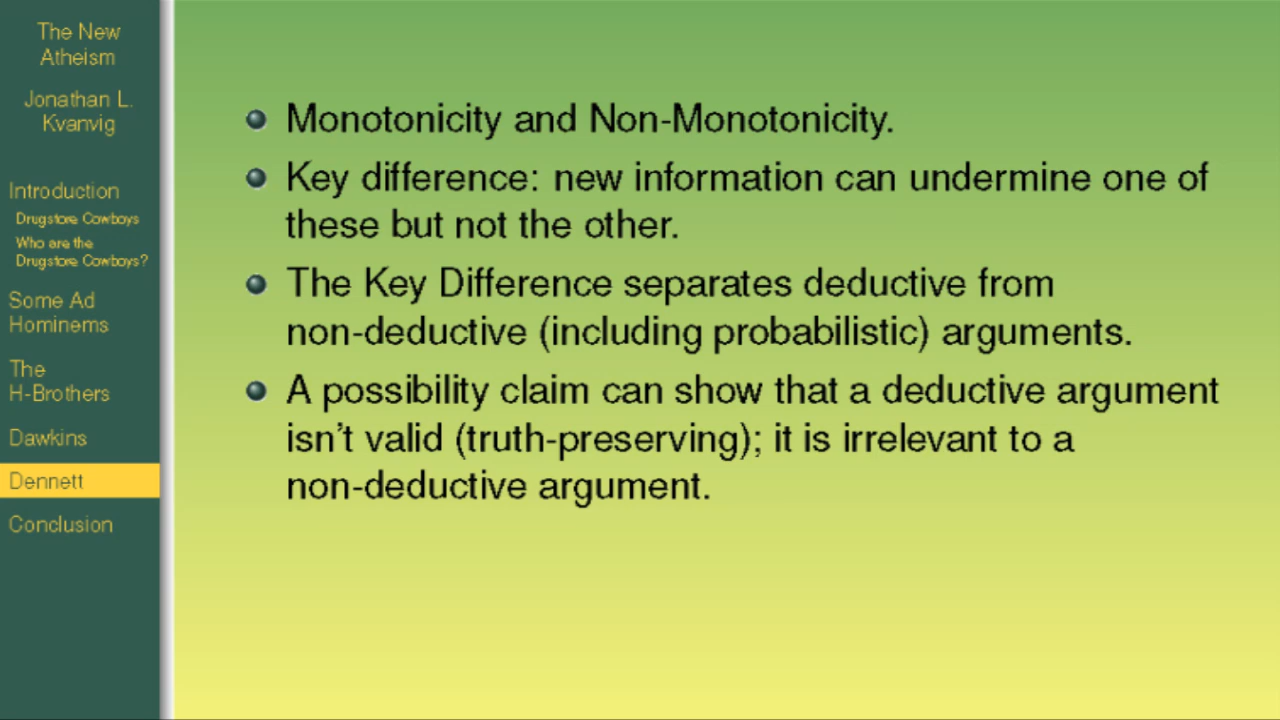 The New
Atheism
Jonathan L.
Kvanvig
Introduction
Drugstore Cowboys
Who are the
Drugstore Cowboys?
Some Ad
Hominems
The
H-Brothers
Dawkins
Dennett
Conclusion
Monotonicity and Non-Monotonicity.
Key difference: new information can undermine one of
these but not the other.
The Key Difference separates deductive from
non-deductive (including probabilistic) arguments.
A possibility claim can show that a deductive argument
isn't valid (truth-preserving); it is irrelevant to a
non-deductive argument.